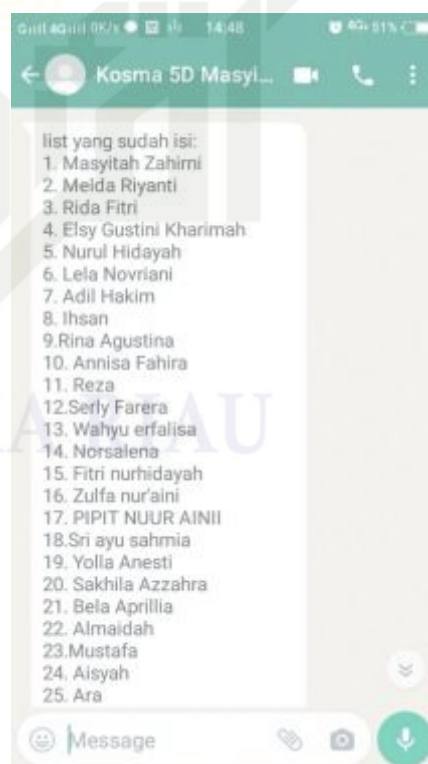 14:48
51%
Kosma 5D Masyi...
list yang sudah isi:
1. Masyitah Zahirni
2. Melda Riyanti
3. Rida Fitri
4. Elsy Gustini Kharimah
5. Nurul Hidayah
6. Lela Novriani
7. Adil Hakim
8. Ihsan
9.Rina Agustina
10. Annisa Fahira
11. Reza
12.Serly Farera
13. Wahyu erfalisa
14. Norsalena
15. Fitri nurhidayah
16. Zulfa nur'aini
17. PIPIT NUUR AINII
18.Sri ayu sahmia
19. Yolla Anesti
20. Sakhila Azzahra
21. Bela Aprillia
22. Almaidah
23.Mustafa
24. Aisyah
25. Ara
Message